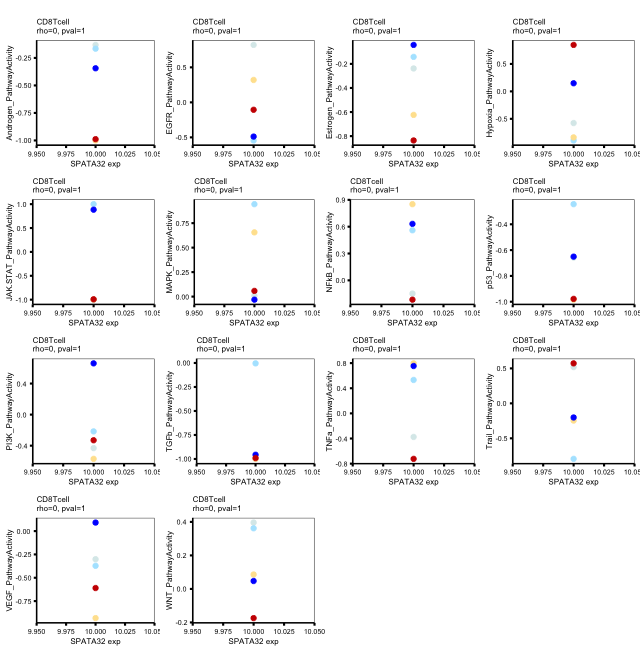 CD8Tcell
rho=0, pval=1
Androgen_PathwayActivity
-0.25
-0.50
-0.75
-1.00
9.950 9.975 10.000 10.025 10.05
SPATA32 exp
CD8Tcell
rho=0, pval=1
EGFR_PathwayActivity
0.5
0.0
-0.5
9.950 9.975 10.000 10.025 10.05
SPATA32 exp
CD8Tcell
rho=0, pval=1
Estrogen_PathwayActivity
-0.2
-0.4
-0.6
-0.8
9.950 9.975 10.000 10.025 10.05
SPATA32 exp
CD8Tcell
rho=0, pval=1
Hypoxia_PathwayActivity
0.5
0.0
-0.5
9.950 9.975 10.000 10.025 10.05
SPATA32 exp
CD8Tcell
rho=0, pval=1
JAK-STAT_PathwayActivity
1.0
0.5
0.0
-0.5
-1.0
9.950 9.975 10.000 10.025 10.05
SPATA32 exp
CD8Tcell
rho=0, pval=1
MAPK_PathwayActivity
0.75
0.50
0.25
0.00
9.950 9.975 10.000 10.025 10.05
SPATA32 exp
CD8Tcell
rho=0, pval=1
NFkB_PathwayActivity
0.9
0.6
0.3
0.0
9.950 9.975 10.000 10.025 10.05
SPATA32 exp
CD8Tcell
rho=0, pval=1
p53_PathwayActivity
-0.4
-0.6
-0.8
-1.0
9.950 9.975 10.000 10.025 10.05
SPATA32 exp
CD8Tcell
rho=0, pval=1
PI3K_PathwayActivity
0.4
0.0
-0.4
9.950 9.975 10.000 10.025 10.05
SPATA32 exp
CD8Tcell
rho=0, pval=1
TGFb_PathwayActivity
0.00
-0.25
-0.50
-0.75
-1.00
9.950 9.975 10.000 10.025 10.05
SPATA32 exp
CD8Tcell
rho=0, pval=1
TNFa_PathwayActivity
0.8
0.4
0.0
-0.4
-0.8
9.950 9.975 10.000 10.025 10.05
SPATA32 exp
CD8Tcell
rho=0, pval=1
Trail_PathwayActivity
0.5
0.0
-0.5
9.950 9.975 10.000 10.025 10.05
SPATA32 exp
CD8Tcell
rho=0, pval=1
VEGF_PathwayActivity
0.00
-0.25
-0.50
-0.75
9.950 9.975 10.000 10.025 10.05
SPATA32 exp
CD8Tcell
rho=0, pval=1
WNT_PathwayActivity
0.4
0.2
0.0
-0.2
9.950 9.975 10.000 10.025 10.050
SPATA32 exp